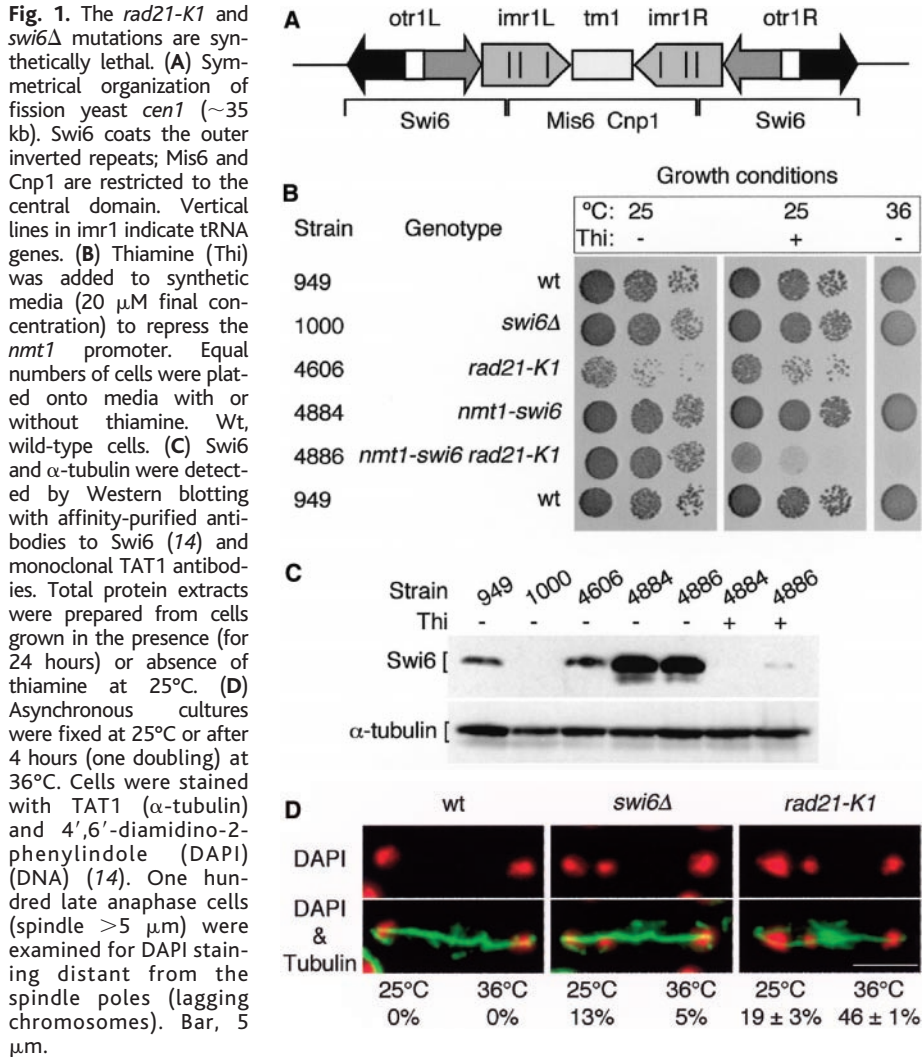 Fig. 1. The rad21-K1 and
swi6Δ mutations are syn-
thetically lethal. (A) Sym-
metrical organization of
fission yeast cen1 (~35
kb). Swi6 coats the outer
inverted repeats; Mis6 and
Cnp1 are restricted to the
central domain. Vertical
lines in imr1 indicate tRNA
genes. (B) Thiamine (Thi)
was added to synthetic
media (20 μM final con-
centration) to repress the
nmt1 promoter. Equal
numbers of cells were plat-
ed onto media with or
without thiamine. Wt,
wild-type cells. (C) Swi6
and α-tubulin were detect-
ed by Western blotting
with affinity-purified anti-
bodies to Swi6 (14) and
monoclonal TAT1 antibod-
ies. Total protein extracts
were prepared from cells
grown in the presence (for
24 hours) or absence of
thiamine at 25°C. (D)
Asynchronous cultures
were fixed at 25°C or after
4 hours (one doubling) at
36°C. Cells were stained
with TAT1 (α-tubulin)
and 4′,6′-diamidino-2-
phenylindole (DAPI)
(DNA) (14). One hun-
dred late anaphase cells
(spindle >5 μm) were
examined for DAPI stain-
ing distant from the
spindle poles (lagging
chromosomes). Bar, 5
μm.
A
otr1L imr1L tm1 imr1R otr1R
Swi6 Mis6 Cnp1 Swi6
B
Growth conditions
Strain Genotype
ºC: 25 25 36
Thi: - + -
949 wt
1000 swi6Δ
4606 rad21-K1
4884 nmt1-swi6
4886 nmt1-swi6 rad21-K1
949 wt
C
Strain 949 1000 4606 4884 4886 4884 4886
Thi - - - - - + +
Swi6 [
α-tubulin [
D
wt swi6Δ rad21-K1
DAPI
DAPI
&
Tubulin
25°C 36°C 25°C 36°C 25°C 36°C
0% 0% 13% 5% 19 ± 3% 46 ± 1%